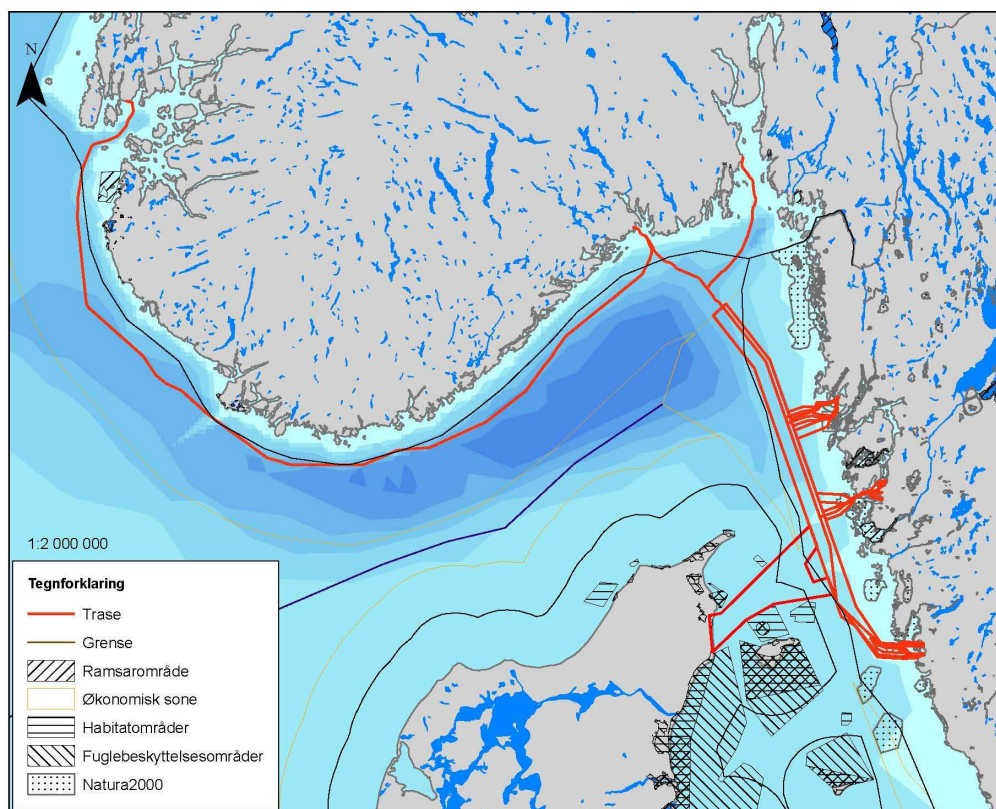 N
1:2 000 000
Tegnforklaring
Trase
Grense
Ramsarområde
Økonomisk sone
Habitatområder
Fuglebeskyttelsesområder
Natura2000